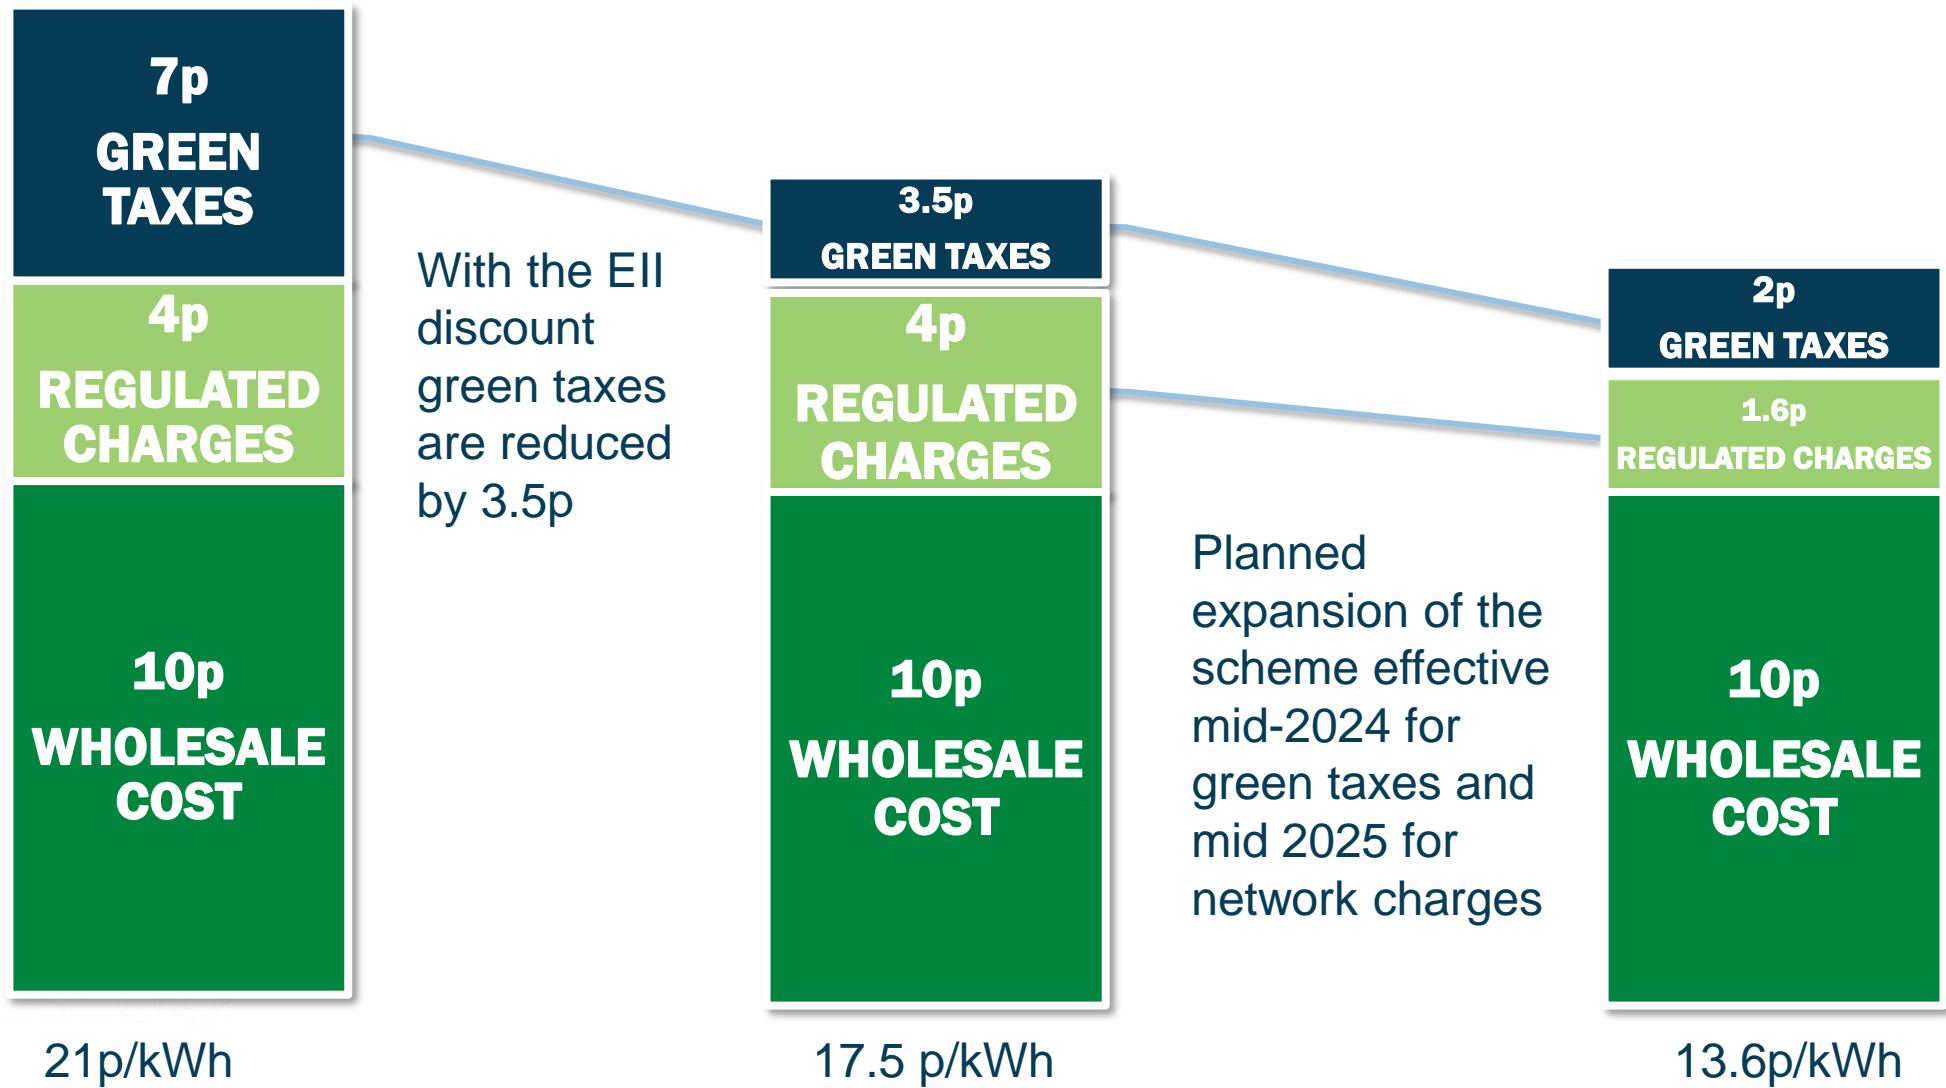 7p
GREEN
TAXES
4p
REGULATED
CHARGES
10p
WHOLESALE
COST
21p/kWh
With the EII
discount
green taxes
are reduced
by 3.5p
3.5p
GREEN TAXES
4p
REGULATED
CHARGES
10p
WHOLESALE
COST
17.5 p/kWh
Planned
expansion of the
scheme effective
mid-2024 for
green taxes and
mid 2025 for
network charges
2p
GREEN TAXES
1.6p
REGULATED CHARGES
10p
WHOLESALE
COST
13.6p/kWh